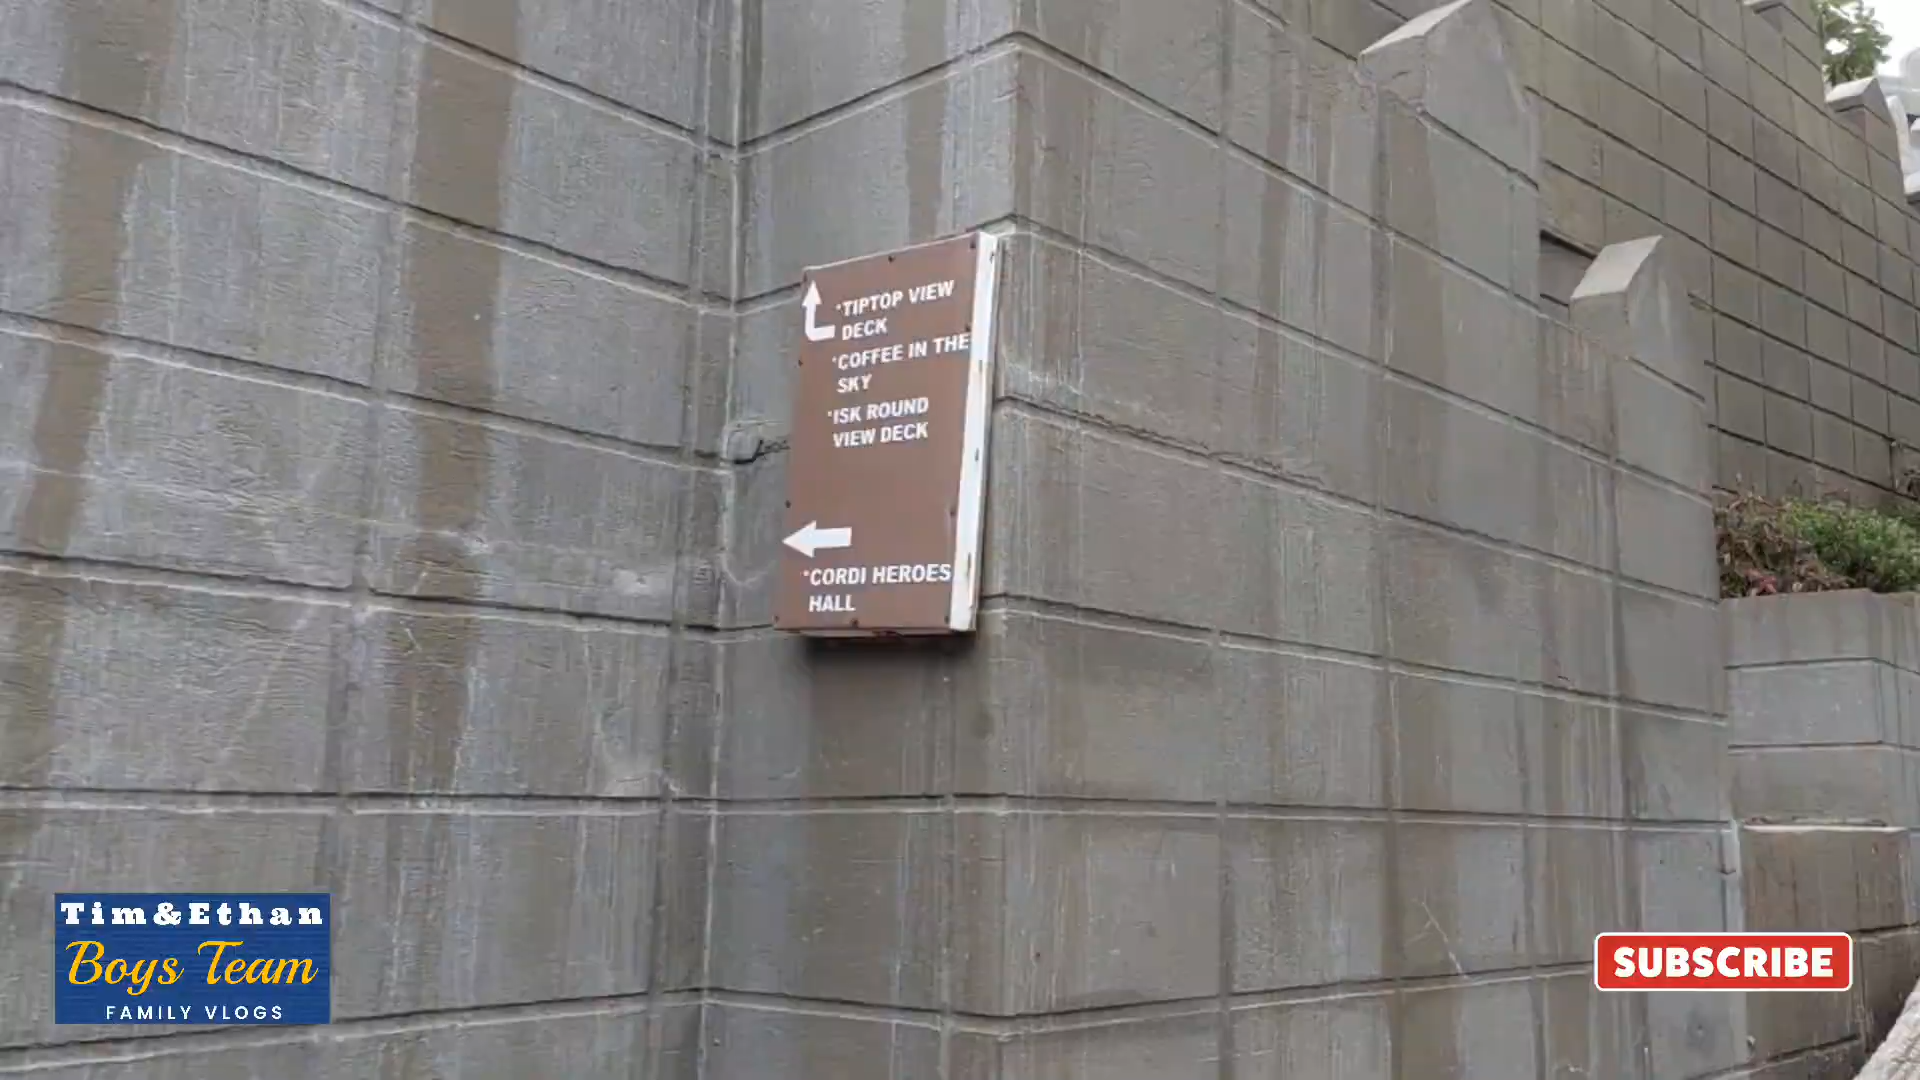 *TIPTOP VIEW
DECK
*COFFEE IN THE
SKY
*ISK ROUND
VIEW DECK
*CORDI HEROES
HALL
Tim&Ethan
Boys Team
FAMILY VLOGS
SUBSCRIBE